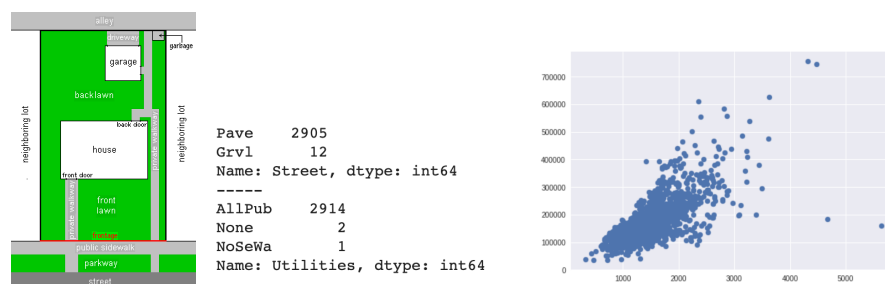 alley
driveway
garbage
garage
backlawn
neighboring lot
private walkway
neighboring lot
back door
house
front door
private walkway
front
lawn
frontage
public sidewalk
parkway
street
Pave 2905
Grvl 12
Name: Street, dtype: int64
-----
AllPub 2914
None 2
NoSeWa 1
Name: Utilities, dtype: int64
700000
600000
500000
400000
300000
200000
100000
0
1000 2000 3000 4000 5000